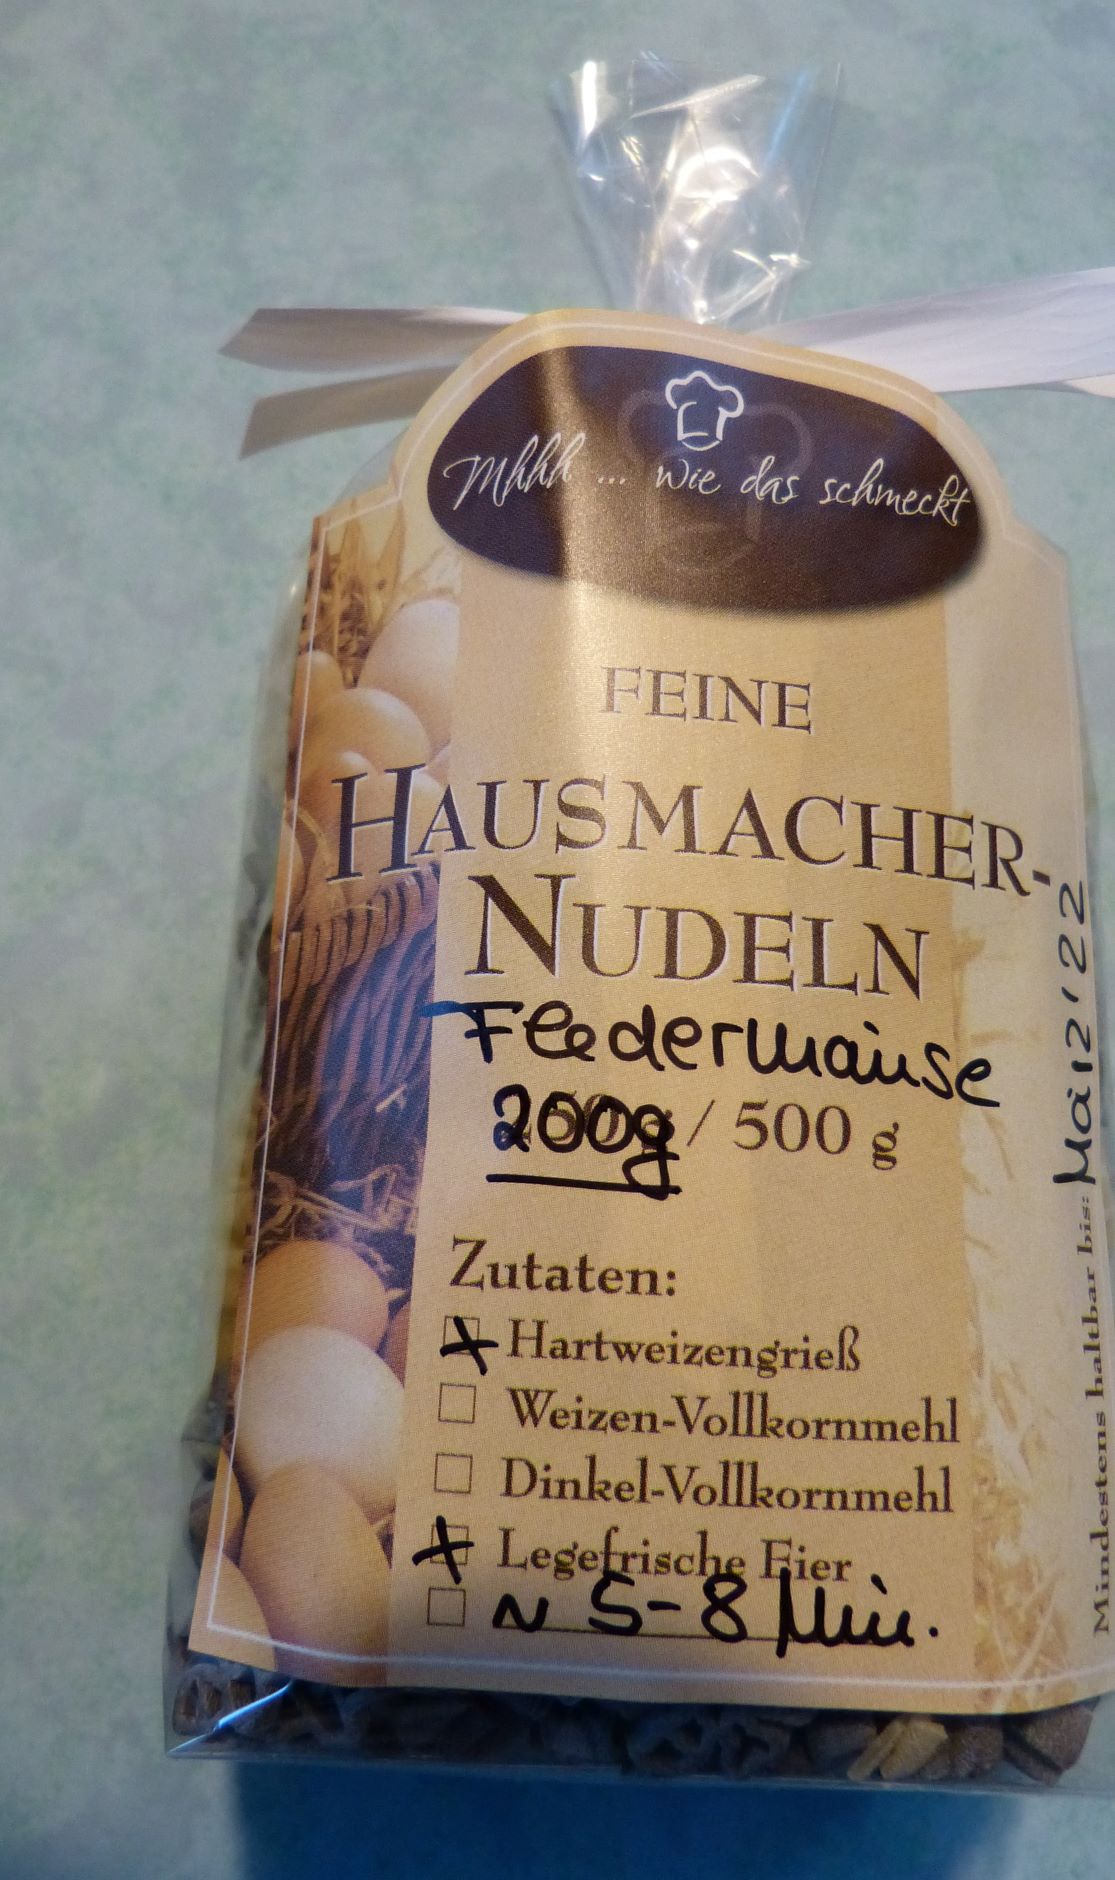 Mhhh ... wie das schmeckt
FEINE
HAUSMACHER-
NUDELN
Fledermäuse
200g / 500 g
Zutaten:
Hartweizengrieß
Weizen-Vollkornmehl
Dinkel-Vollkornmehl
Legefrische Eier
~ 5-8 Min.
Mindestens haltbar bis: März '22